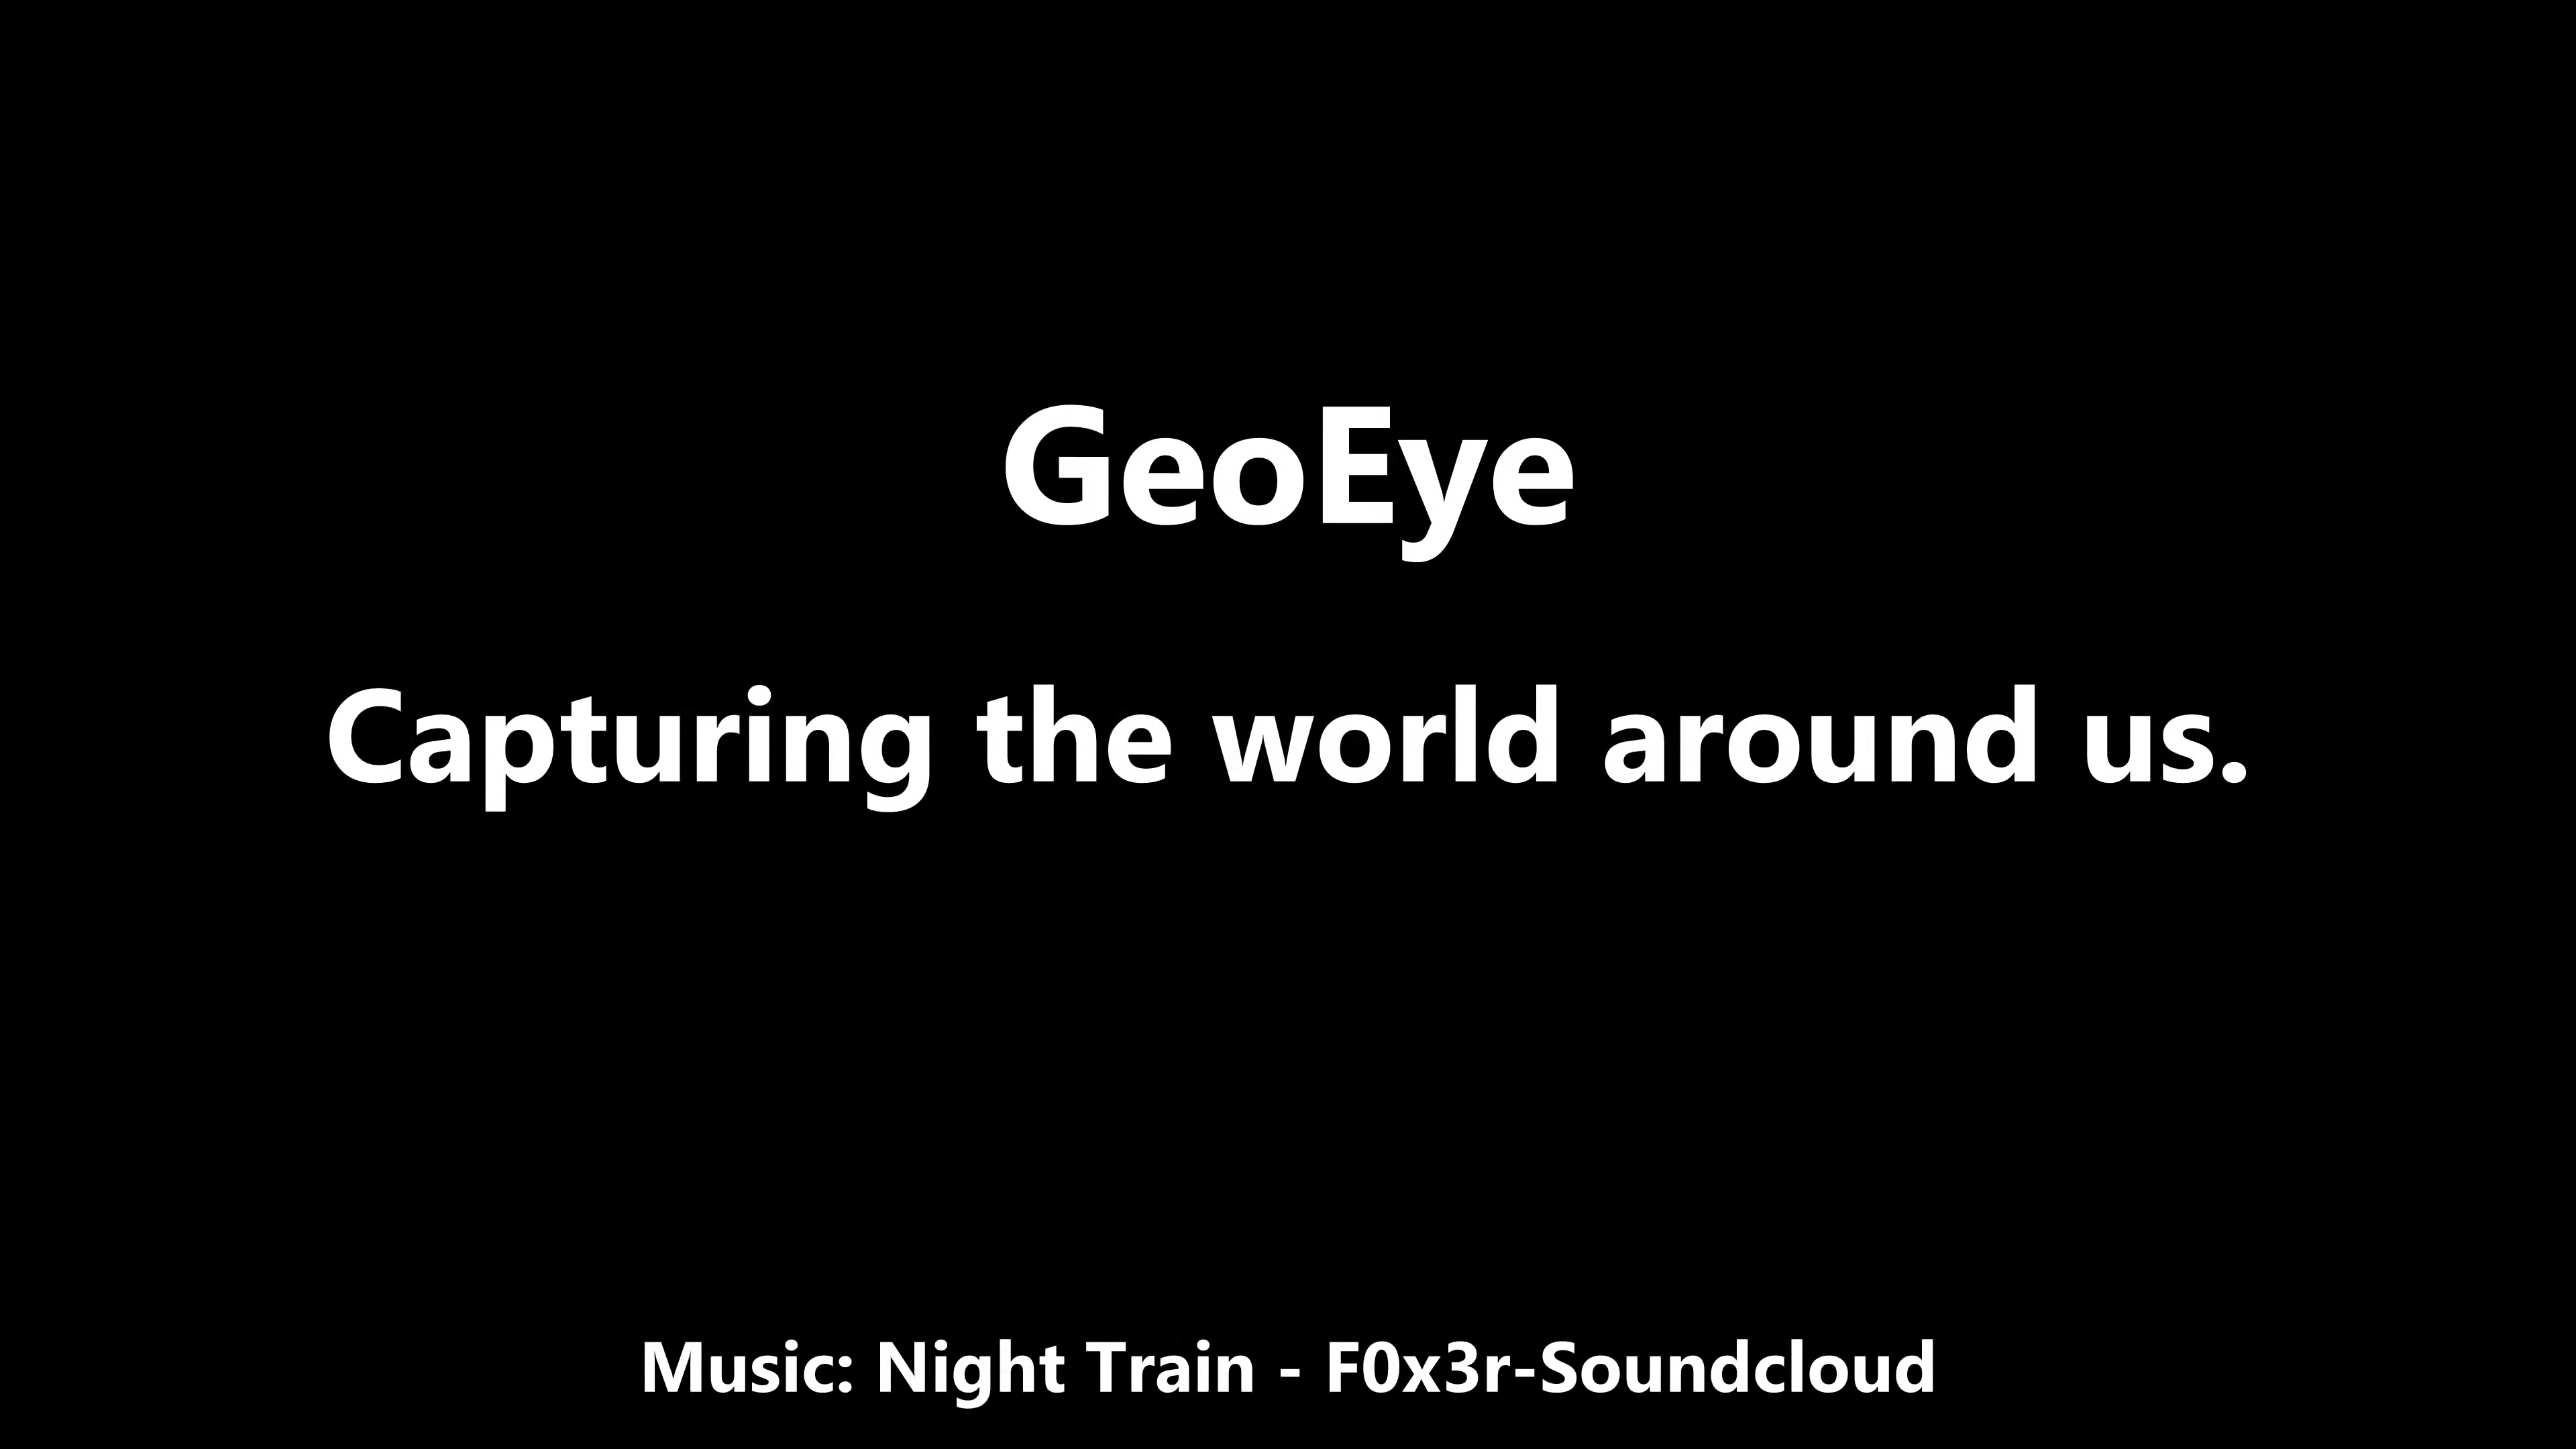 GeoEye
Capturing the world around us.
Music: Night Train - F0x3r-Soundcloud